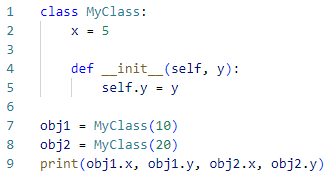 1 class MyClass:
2     x = 5
3
4     def __init__(self, y):
5         self.y = y
6
7 obj1 = MyClass(10)
8 obj2 = MyClass(20)
9 print(obj1.x, obj1.y, obj2.x, obj2.y)